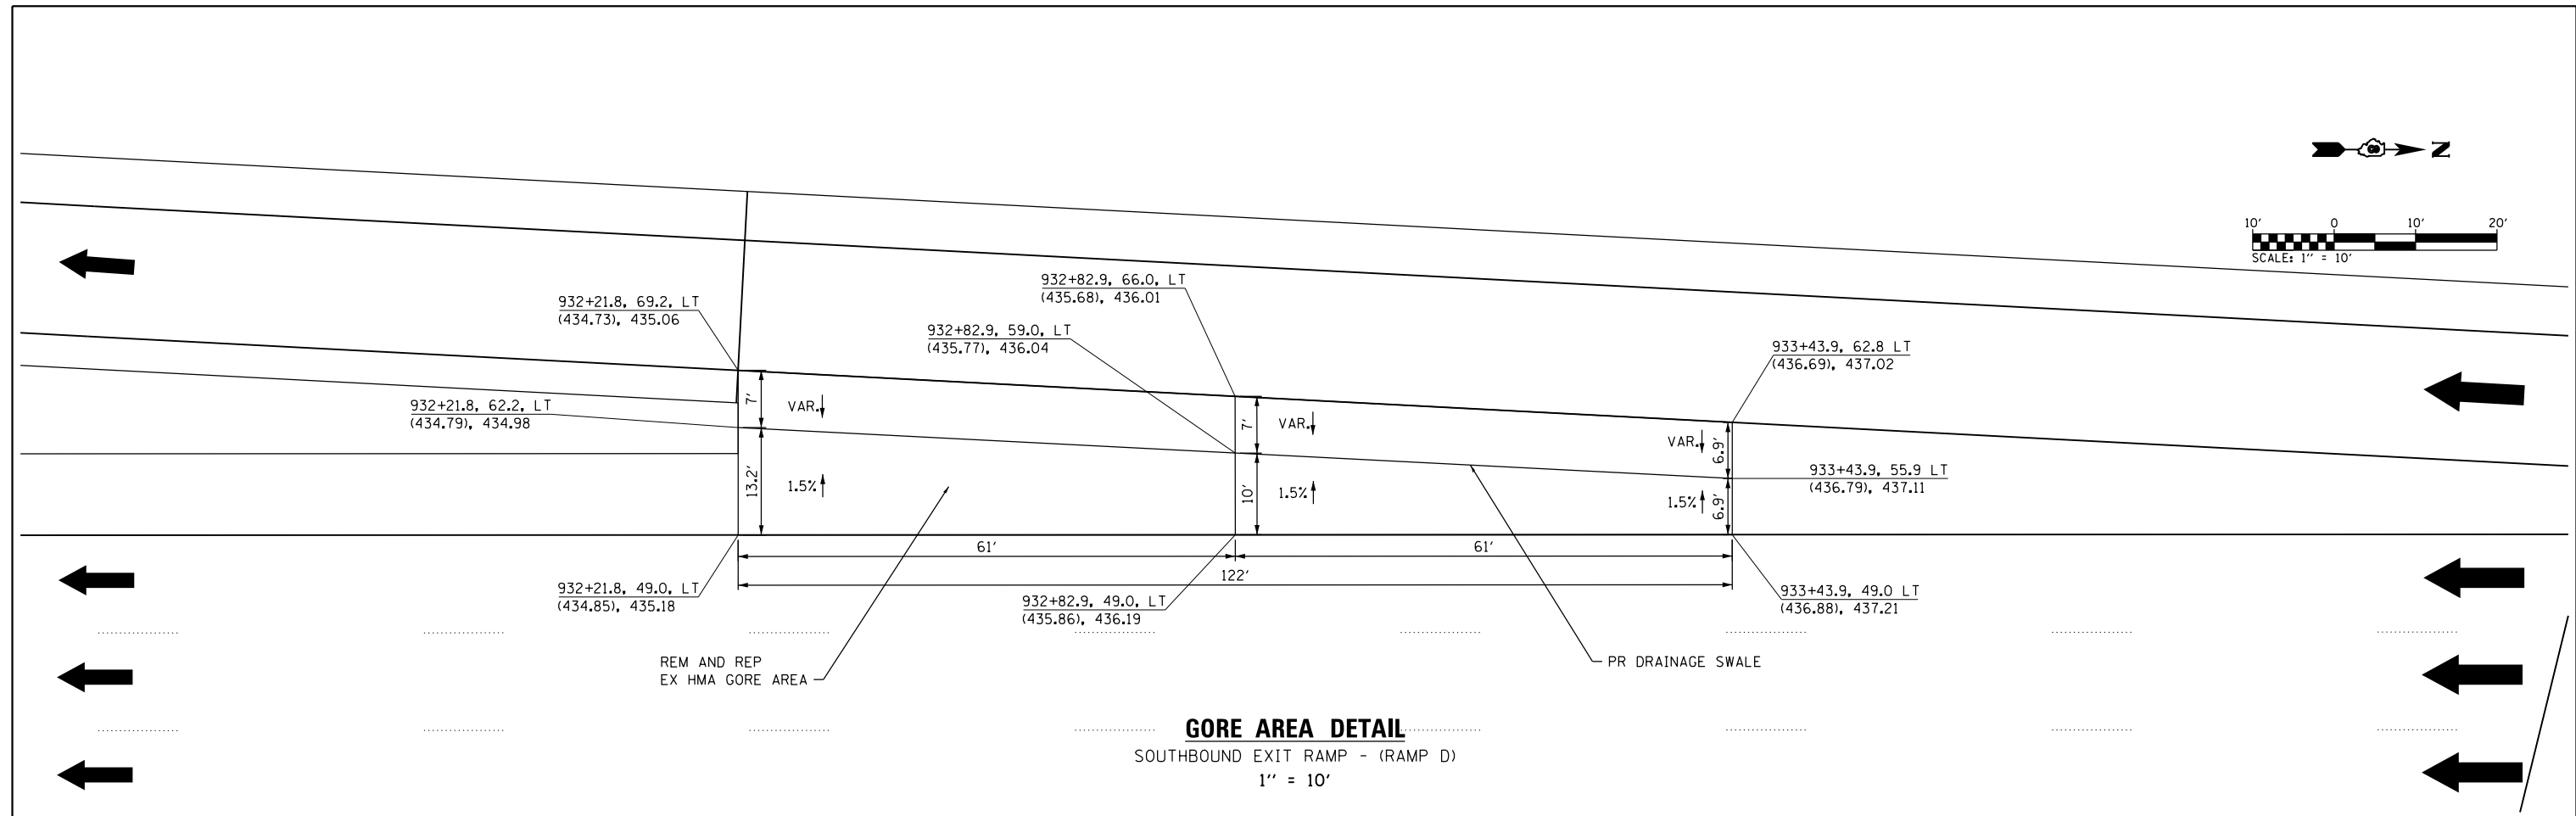 N
10' 0 10' 20'
SCALE: 1'' = 10'
932+82.9, 66.0, LT
(435.68), 436.01
932+21.8, 69.2, LT
(434.73), 435.06
932+82.9, 59.0, LT
(435.77), 436.04
933+43.9, 62.8 LT
(436.69), 437.02
932+21.8, 62.2, LT
(434.79), 434.98
7'
VAR.
7'
VAR.
VAR.
6.9'
933+43.9, 55.9 LT
(436.79), 437.11
13.2'
1.5%
10'
1.5%
1.5%
6.9'
61'
61'
122'
932+21.8, 49.0, LT
(434.85), 435.18
932+82.9, 49.0, LT
(435.86), 436.19
933+43.9, 49.0 LT
(436.88), 437.21
REM AND REP
EX HMA GORE AREA
PR DRAINAGE SWALE
GORE AREA DETAIL
SOUTHBOUND EXIT RAMP - (RAMP D)
1'' = 10'